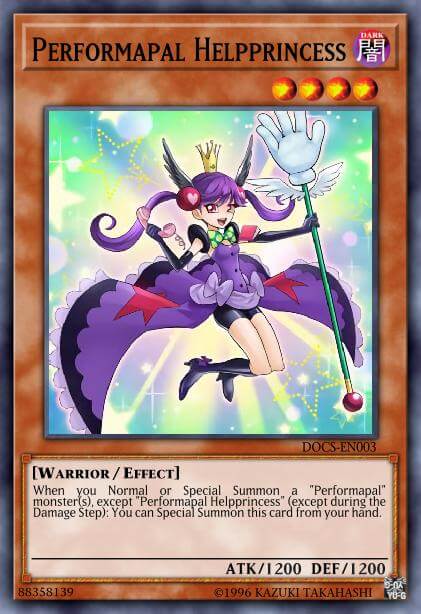 PERFORMAPAL HELPPRINCESS
DARK
闇
DOCS-EN003
[WARRIOR / EFFECT]
When you Normal or Special Summon a "Performapal"
monster(s), except "Performapal Helpprincess" (except during the
Damage Step): You can Special Summon this card from your hand.
ATK/1200 DEF/1200
88358139
©1996 KAZUKI TAKAHASHI